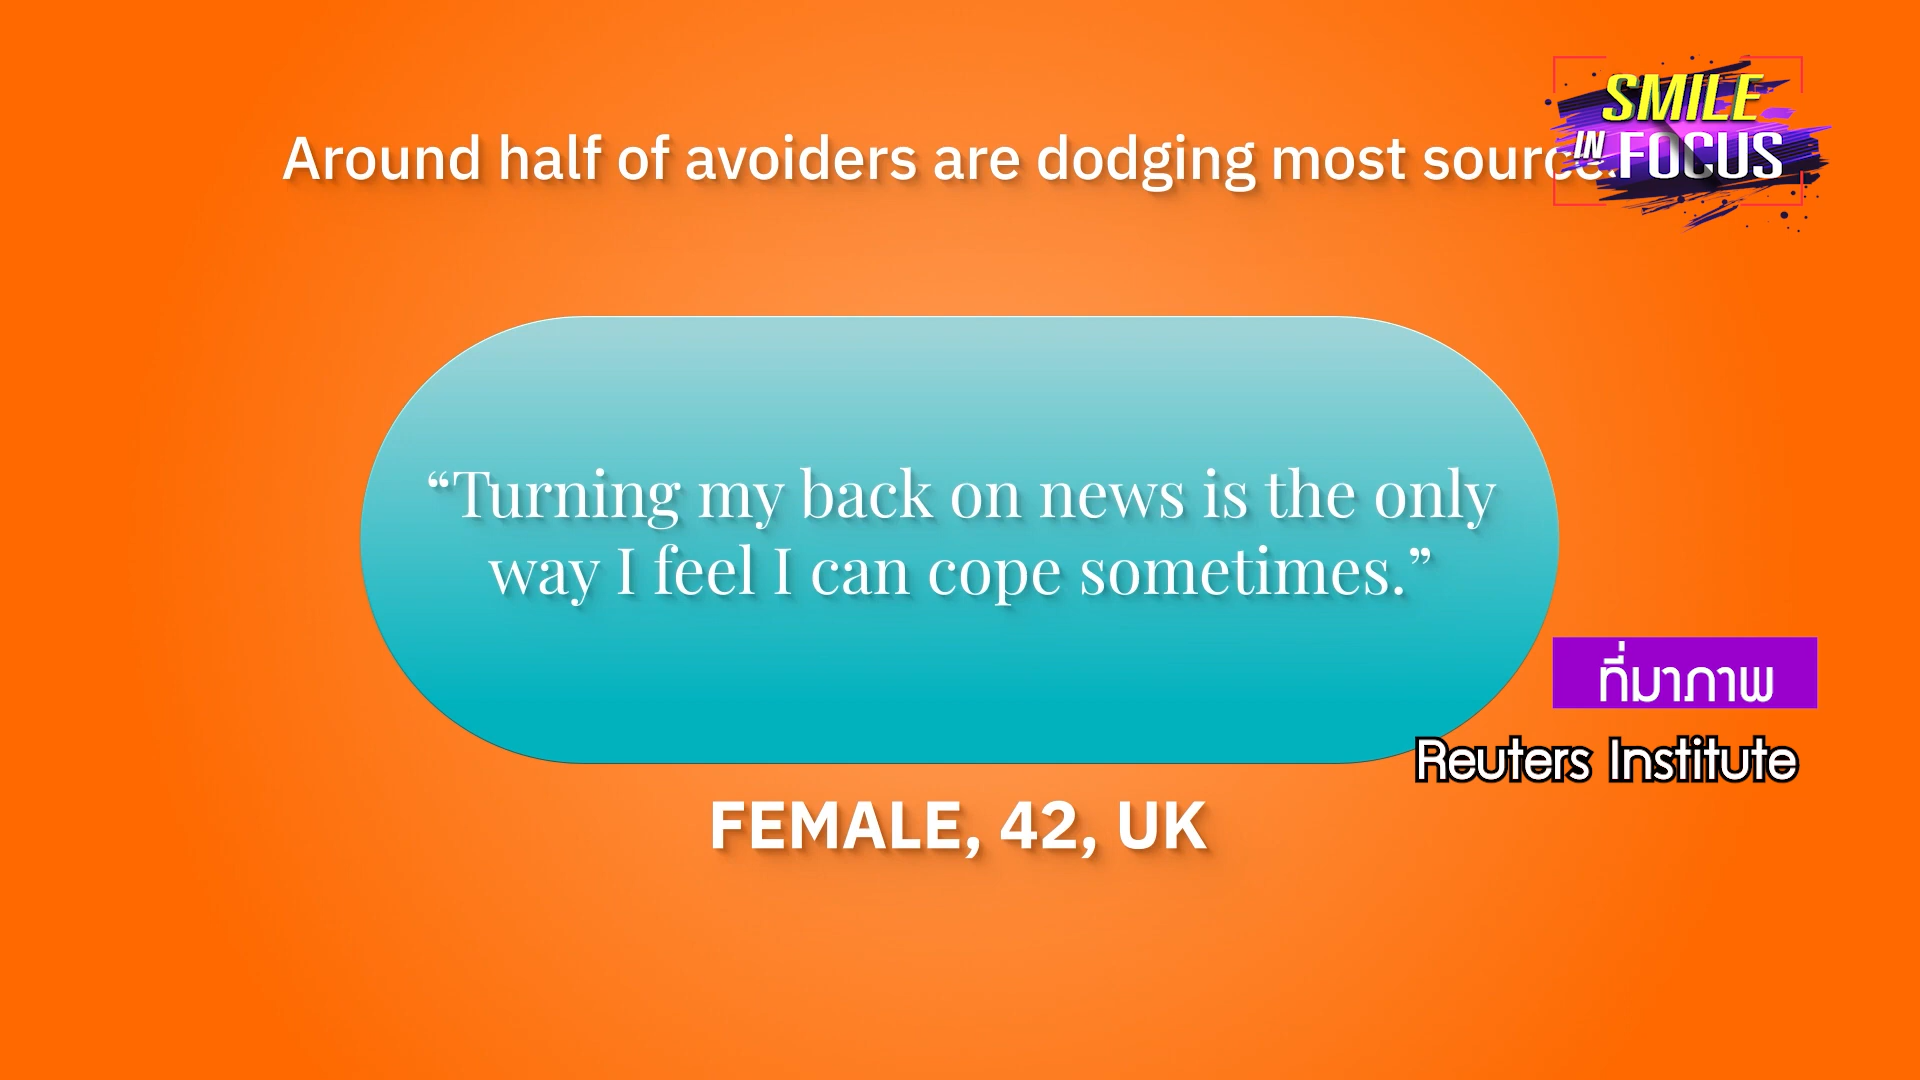 Around half of avoiders are dodging most
SMILE
IN FOCUS
“Turning my back on news is the only
way I feel I can cope sometimes.”
ที่มาภาพ
Reuters Institute
FEMALE, 42, UK